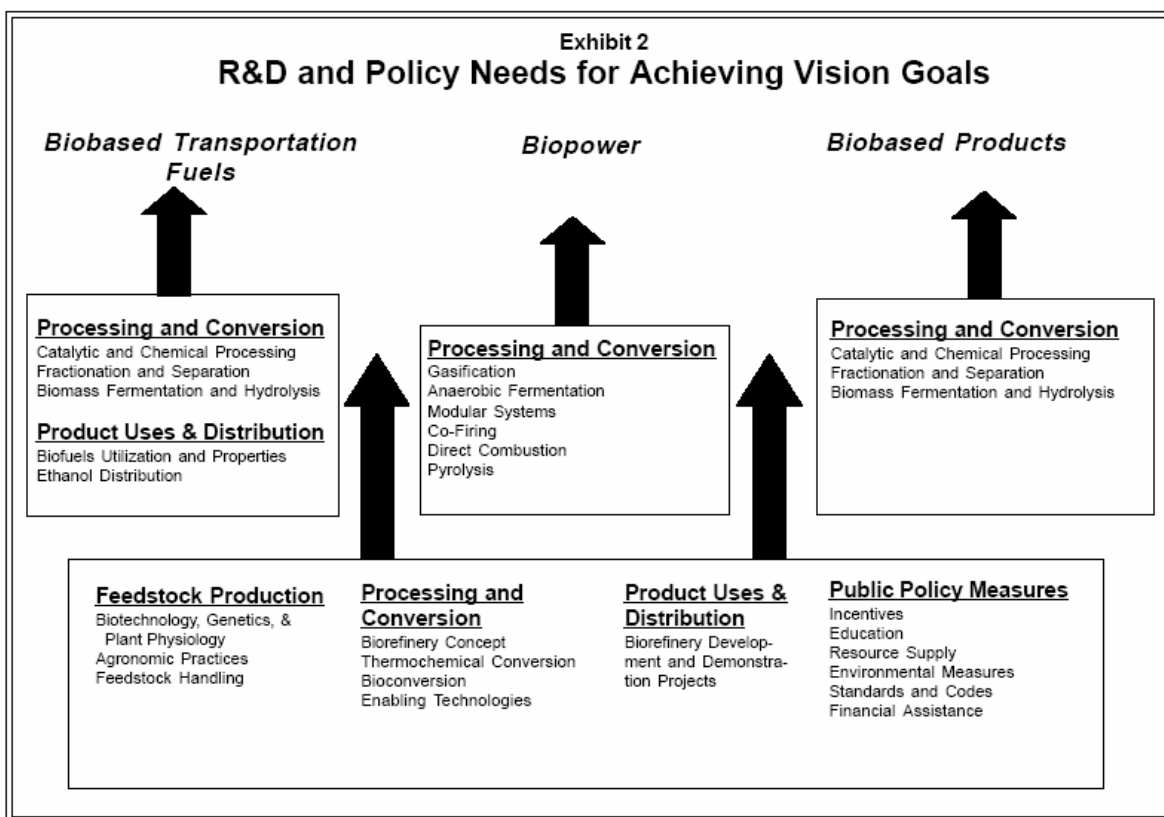 Exhibit 2
R&D and Policy Needs for Achieving Vision Goals
Biobased Transportation
Fuels
Biopower
Biobased Products
Processing and Conversion
Catalytic and Chemical Processing
Fractionation and Separation
Biomass Fermentation and Hydrolysis
Product Uses & Distribution
Biofuels Utilization and Properties
Ethanol Distribution
Processing and Conversion
Gasification
Anaerobic Fermentation
Modular Systems
Co-Firing
Direct Combustion
Pyrolysis
Processing and Conversion
Catalytic and Chemical Processing
Fractionation and Separation
Biomass Fermentation and Hydrolysis
Feedstock Production
Biotechnology, Genetics, &
Plant Physiology
Agronomic Practices
Feedstock Handling
Processing and
Conversion
Biorefinery Concept
Thermochemical Conversion
Bioconversion
Enabling Technologies
Product Uses &
Distribution
Biorefinery Develop-
ment and Demonstra-
tion Projects
Public Policy Measures
Incentives
Education
Resource Supply
Environmental Measures
Standards and Codes
Financial Assistance